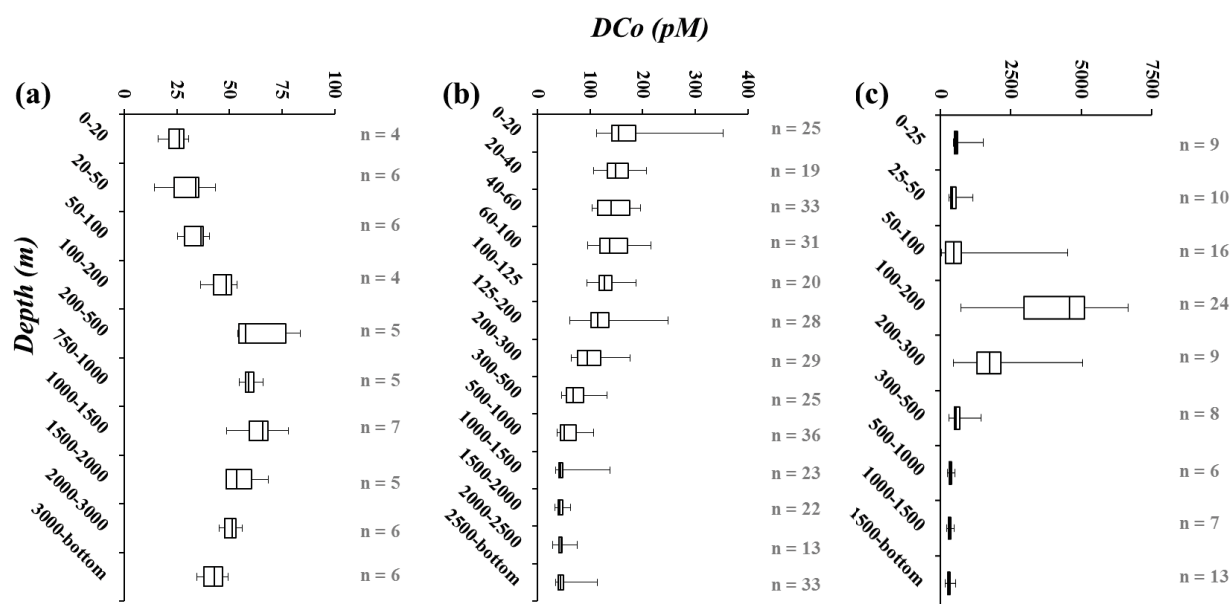 DCo (pM)
(a)
0
25
50
75
100
Depth (m)
0-20
n = 4
20-50
n = 6
50-100
n = 6
100-200
n = 4
200-500
n = 5
750-1000
n = 5
1000-1500
n = 7
1500-2000
n = 5
2000-3000
n = 6
3000-bottom
n = 6
(b)
0
100
200
300
400
0-20
n = 25
20-40
n = 19
40-60
n = 33
60-100
n = 31
100-125
n = 20
125-200
n = 28
200-300
n = 29
300-500
n = 25
500-1000
n = 36
1000-1500
n = 23
1500-2000
n = 22
2000-2500
n = 13
2500-bottom
n = 33
(c)
0
2500
5000
7500
0-25
n = 9
25-50
n = 10
50-100
n = 16
100-200
n = 24
200-300
n = 9
300-500
n = 8
500-1000
n = 6
1000-1500
n = 7
1500-bottom
n = 13